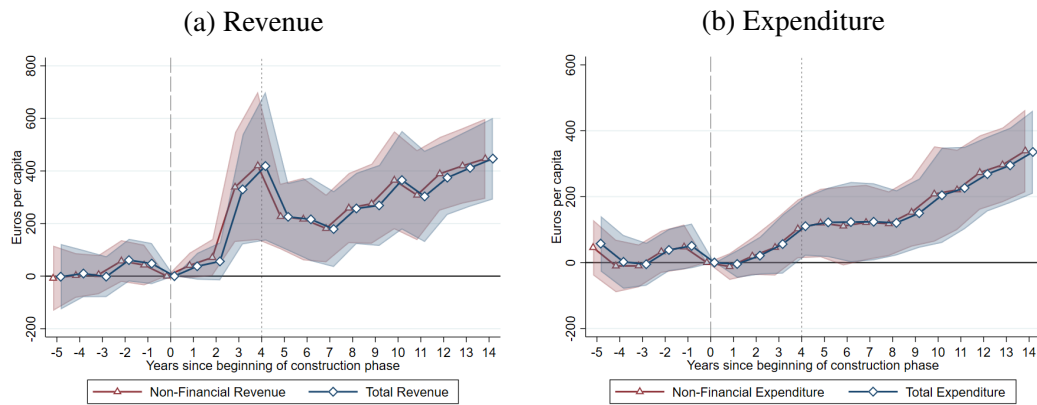 (a) Revenue
Euros per capita
800
600
400
200
0
-200
-5 -4 -3 -2 -1 0 1 2 3 4 5 6 7 8 9 10 11 12 13 14
Years since beginning of construction phase
Non-Financial Revenue Total Revenue
(b) Expenditure
Euros per capita
600
400
200
0
-200
-5 -4 -3 -2 -1 0 1 2 3 4 5 6 7 8 9 10 11 12 13 14
Years since beginning of construction phase
Non-Financial Expenditure Total Expenditure